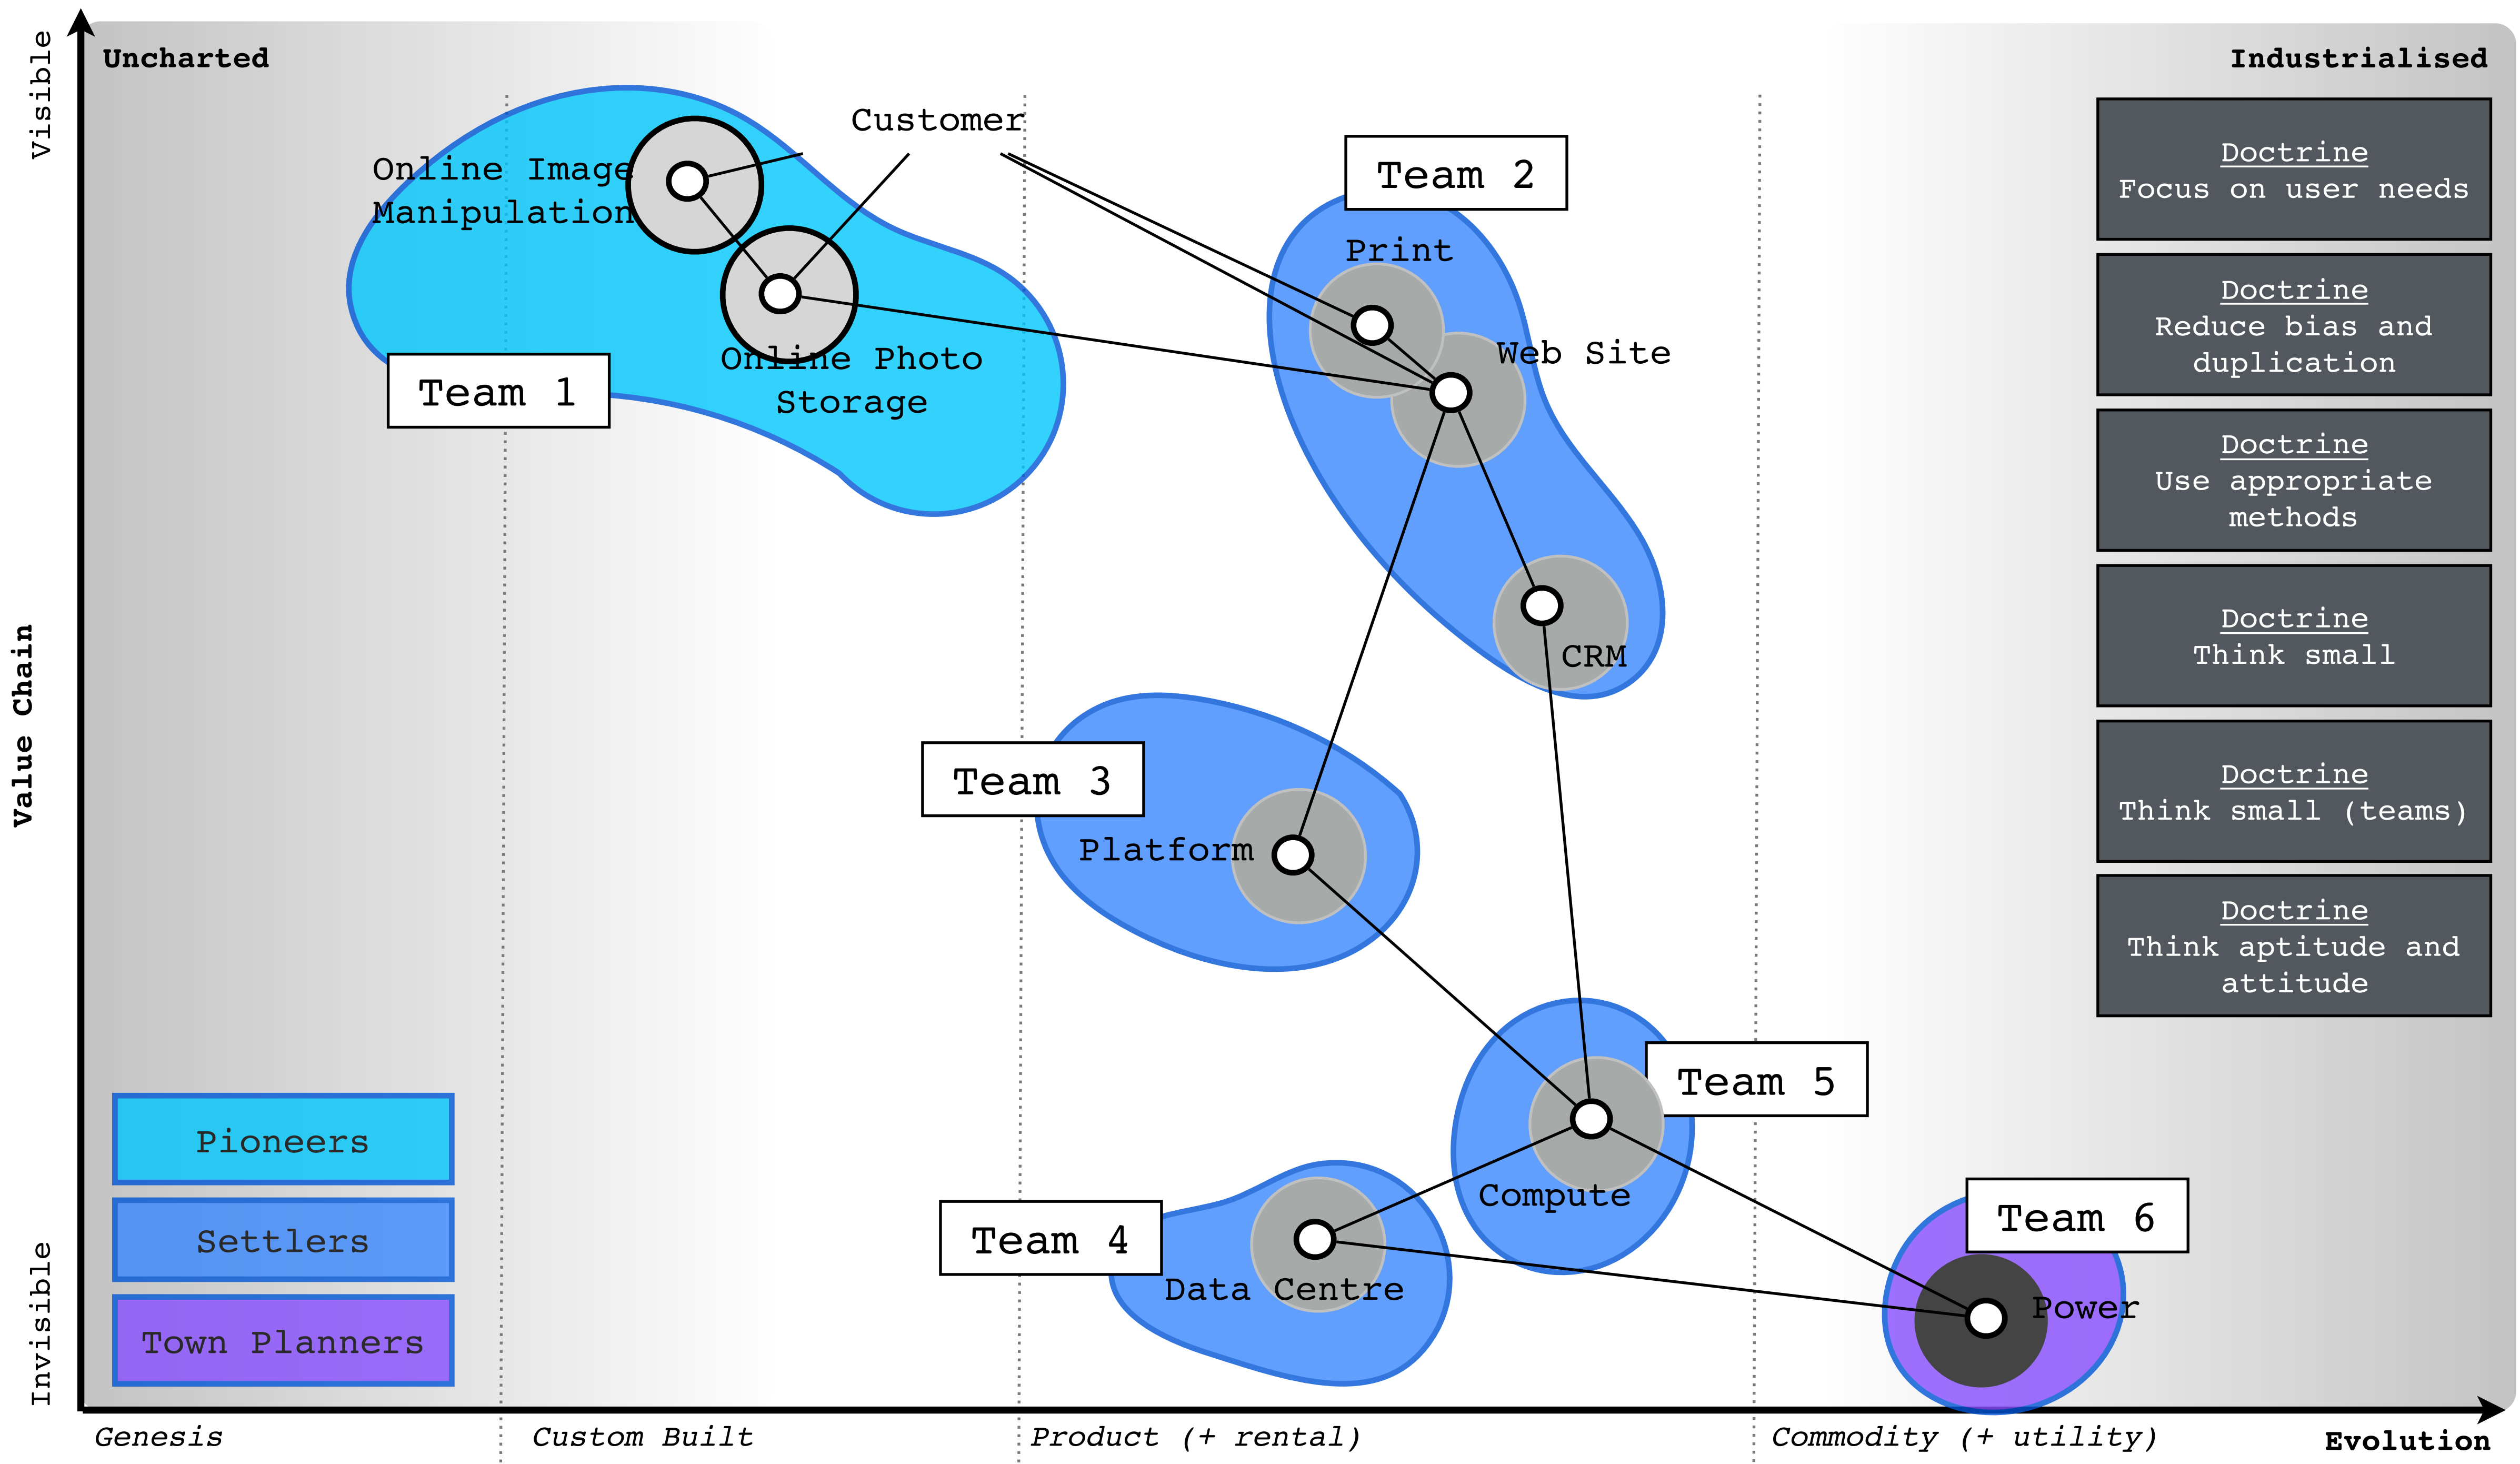 Visible
Uncharted
Industrialised
Customer
Online Image
Manipulation
Online Photo
Storage
Team 1
Team 2
Print
Web Site
CRM
Team 3
Platform
Team 5
Compute
Team 4
Data Centre
Team 6
Power
Doctrine
Focus on user needs
Doctrine
Reduce bias and
duplication
Doctrine
Use appropriate
methods
Doctrine
Think small
Doctrine
Think small (teams)
Doctrine
Think aptitude and
attitude
Value Chain
Pioneers
Settlers
Town Planners
Invisible
Genesis
Custom Built
Product (+ rental)
Commodity (+ utility)
Evolution